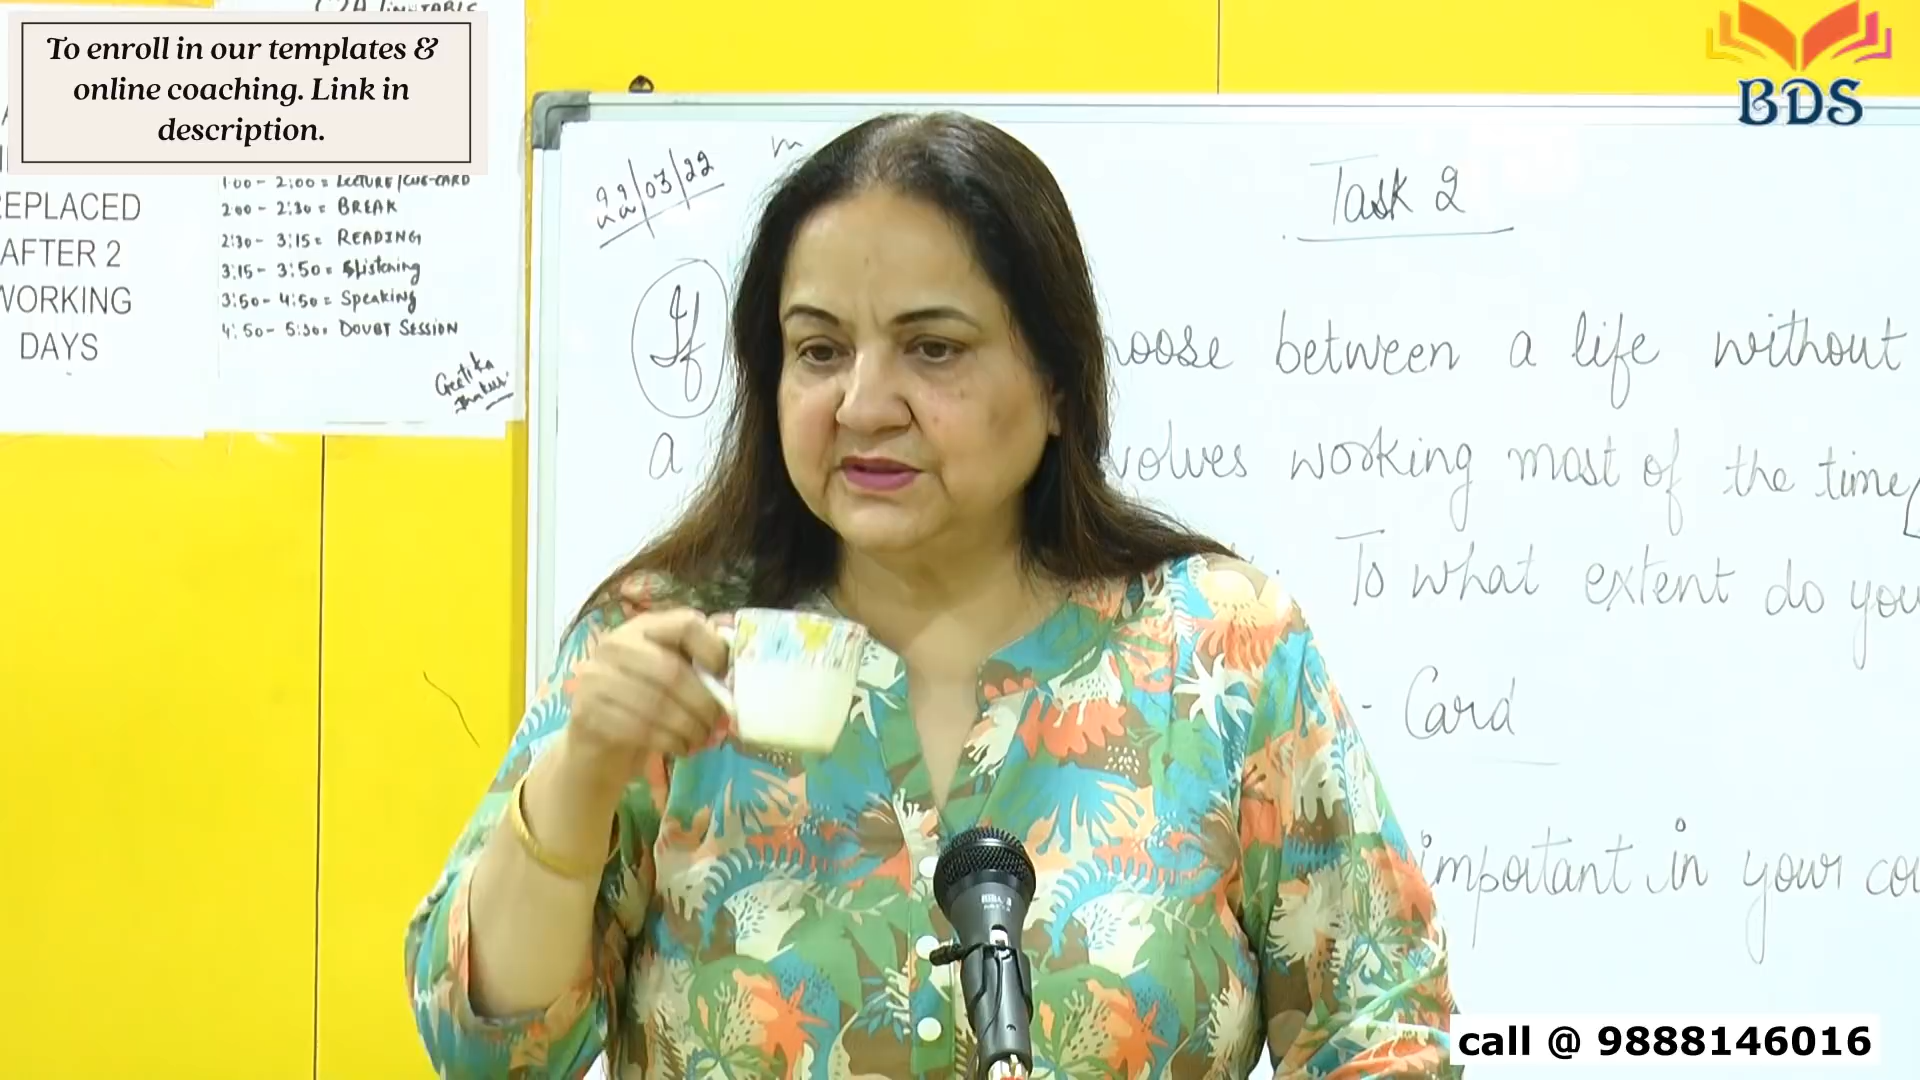 To enroll in our templates &
online coaching. Link in
description.
BDS
EPLACED
AFTER 2
WORKING
DAYS
1:00 - 2:00 = LECTURE/CUE-CARD
2:00 - 2:30 = BREAK
2:30 - 3:15 = READING
3:15 - 3:50 = Listening
3:50 - 4:50 = Speaking
4:50 - 5:30 = DOUBT SESSION
Geetika
22/03/22
Task 2
If hoose between a life without
a volves working most of the time
To what extent do you
- Card
important in your co
call @ 9888146016